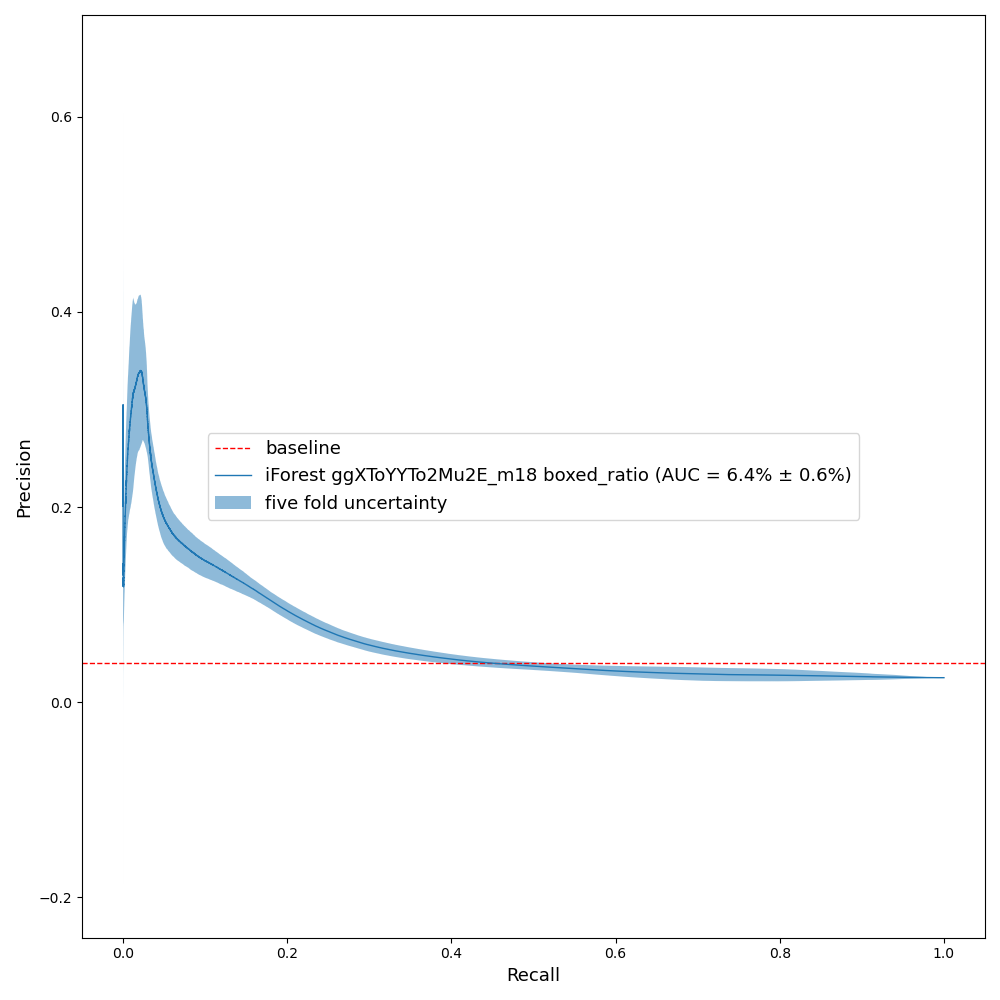 0.6
0.4
0.2
0.0
−0.2
Precision
baseline
iForest ggXToYYTo2Mu2E_m18 boxed_ratio (AUC = 6.4% ± 0.6%)
five fold uncertainty
0.0 0.2 0.4 0.6 0.8 1.0
Recall